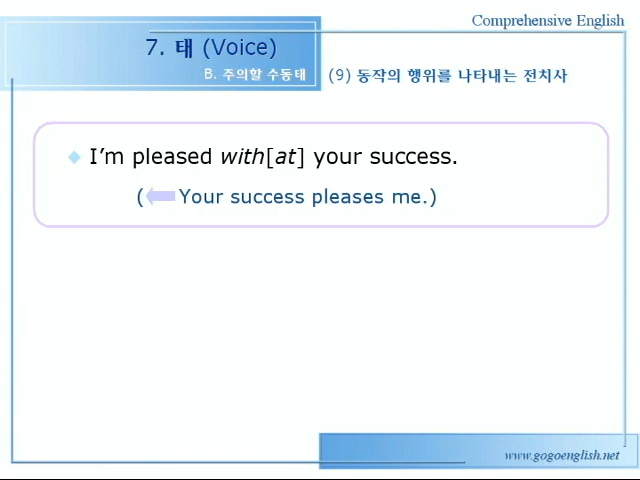 Comprehensive English
7. 태 (Voice)
B. 주의할 수동태
(9) 동작의 행위를 나타내는 전치사
I'm pleased with[at] your success.
( Your success pleases me.)
www.gogoenglish.net